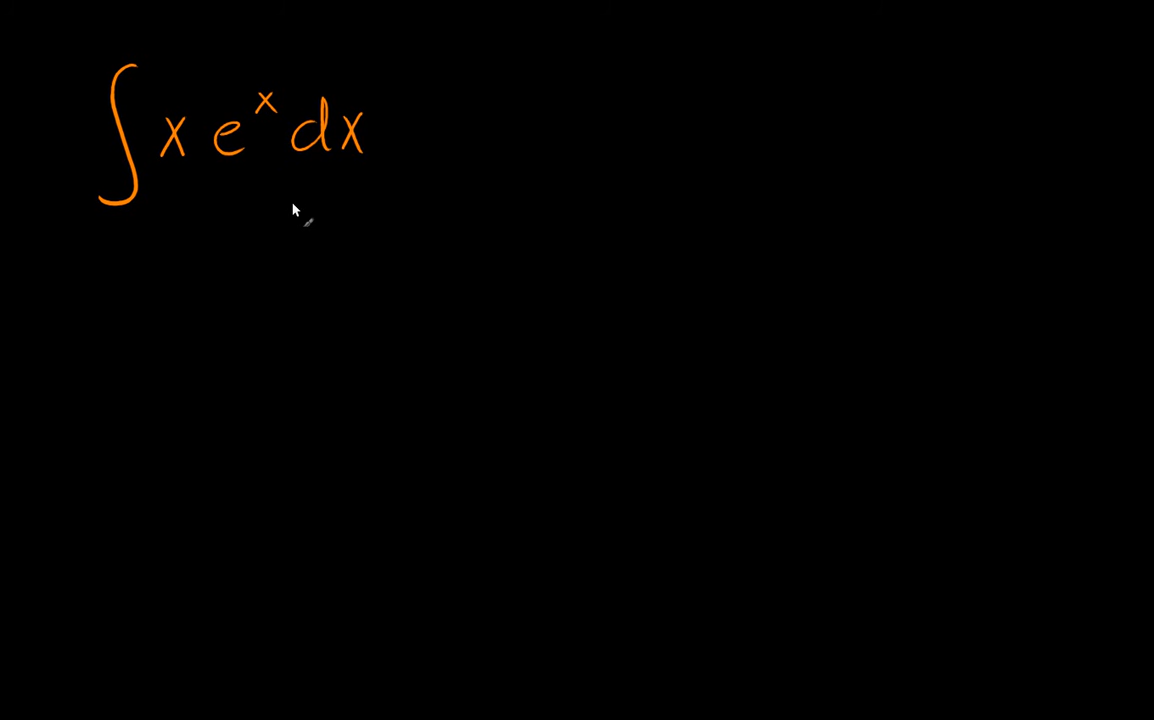 ∫ x e^x dx